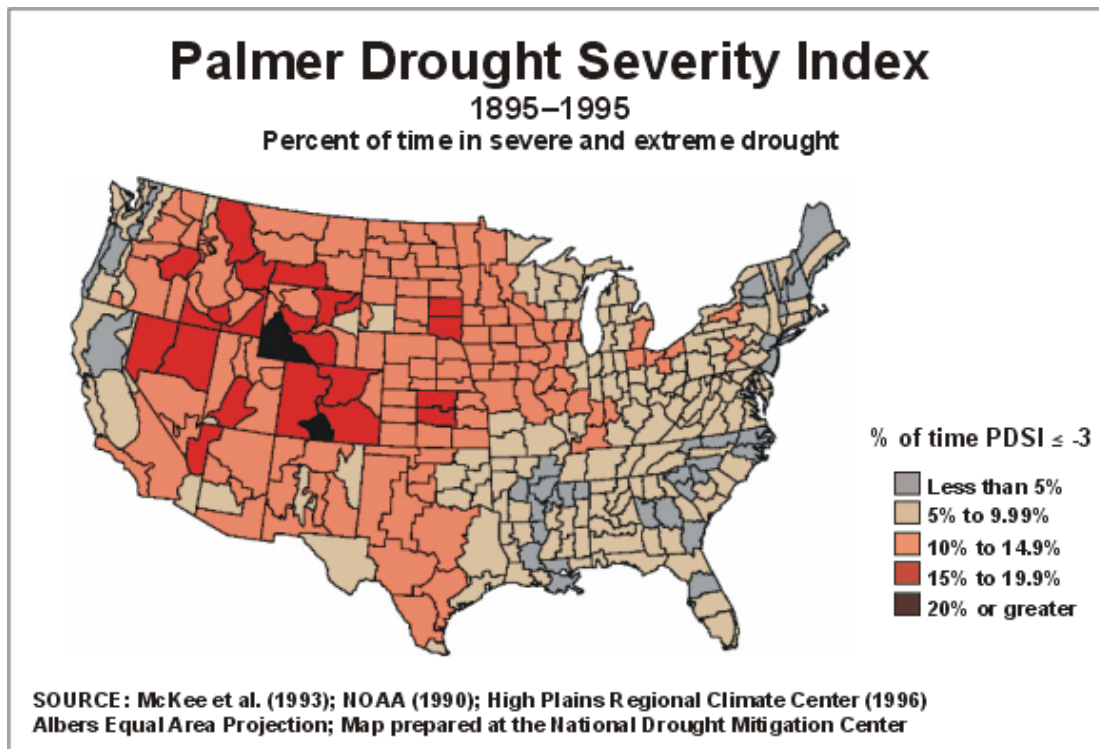 Palmer Drought Severity Index
1895–1995
Percent of time in severe and extreme drought
% of time PDSI ≤ -3
Less than 5%
5% to 9.99%
10% to 14.9%
15% to 19.9%
20% or greater
SOURCE: McKee et al. (1993); NOAA (1990); High Plains Regional Climate Center (1996)
Albers Equal Area Projection; Map prepared at the National Drought Mitigation Center